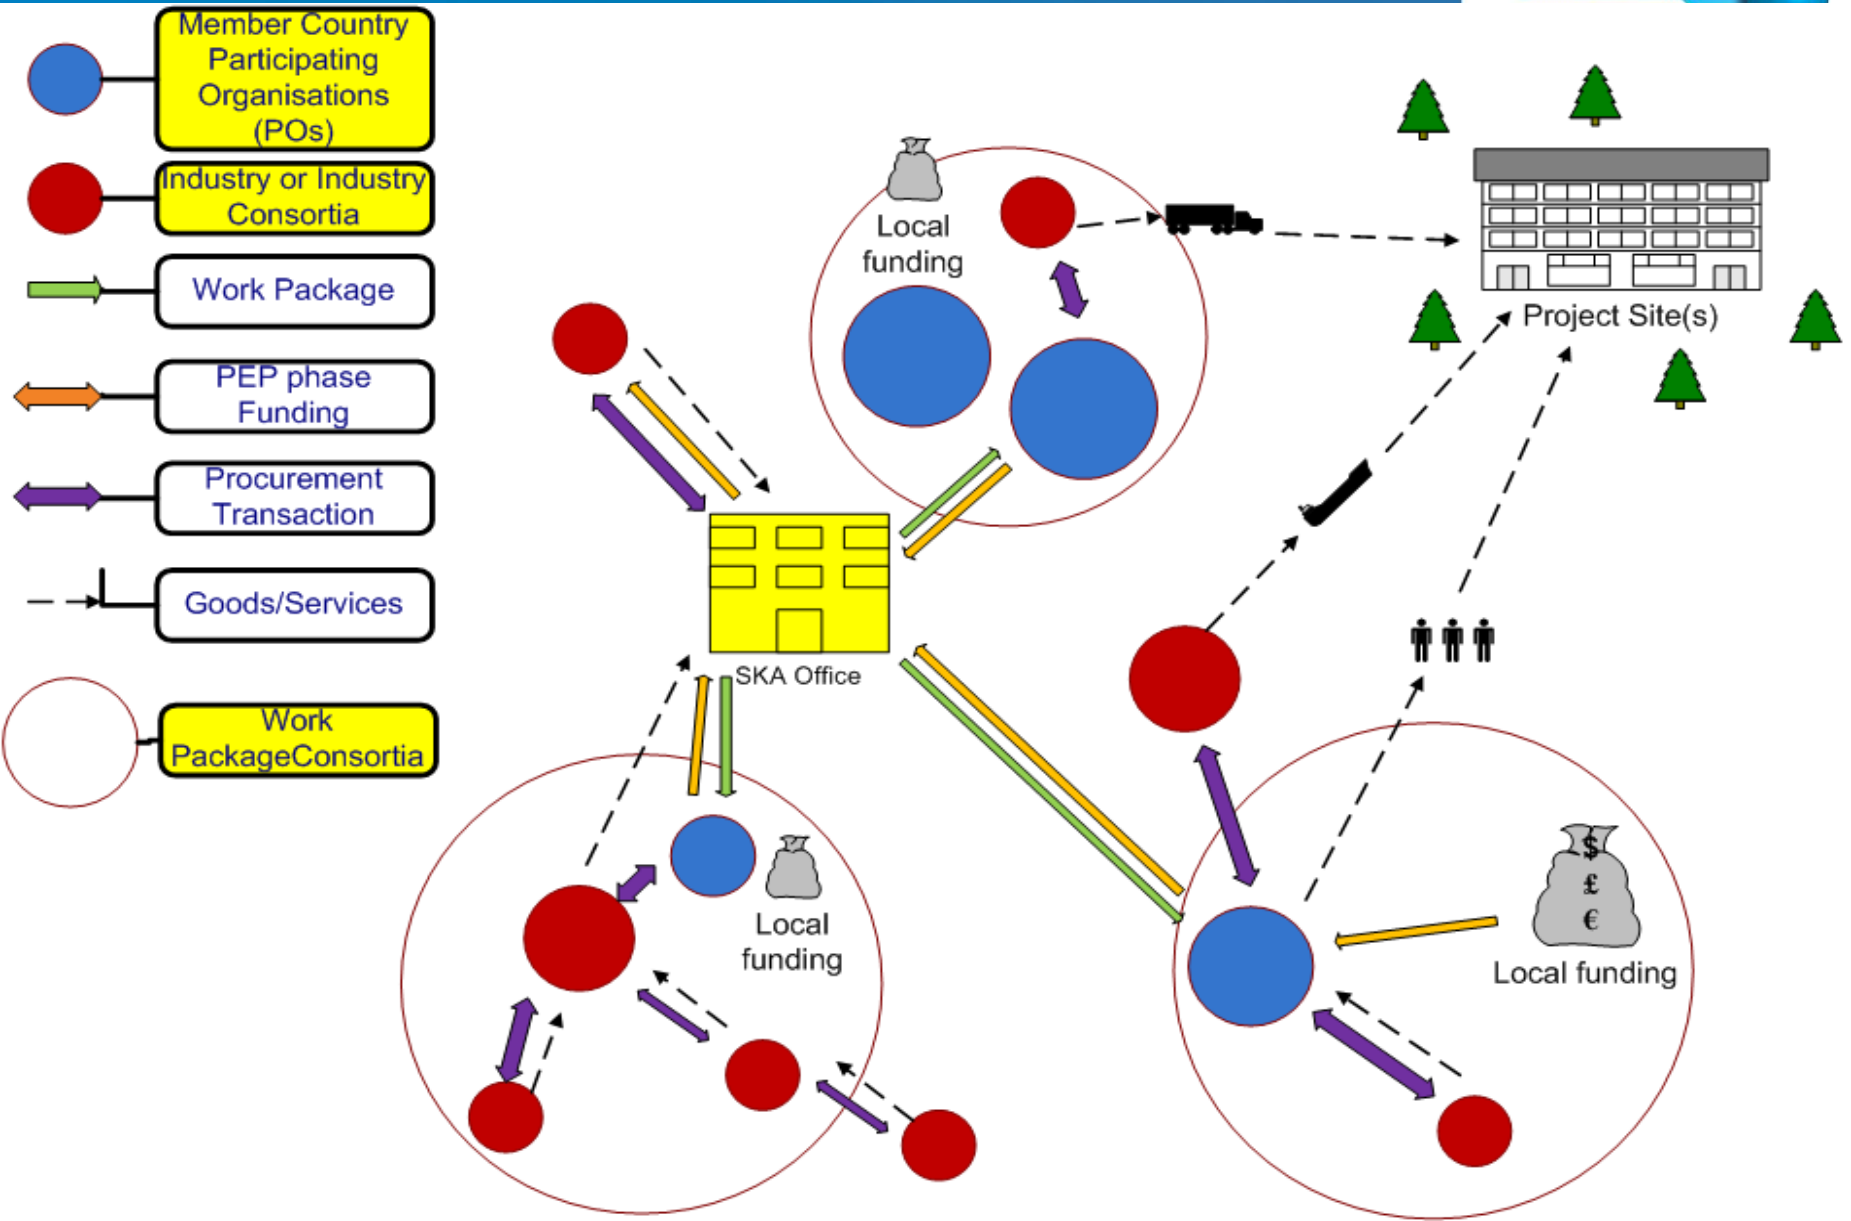 Member Country
Participating
Organisations
(POs)
Industry or Industry
Consortia
Work Package
PEP phase
Funding
Procurement
Transaction
Goods/Services
Work
PackageConsortia
Local
funding
Project Site(s)
SKA Office
Local
funding
$
£
€
Local funding